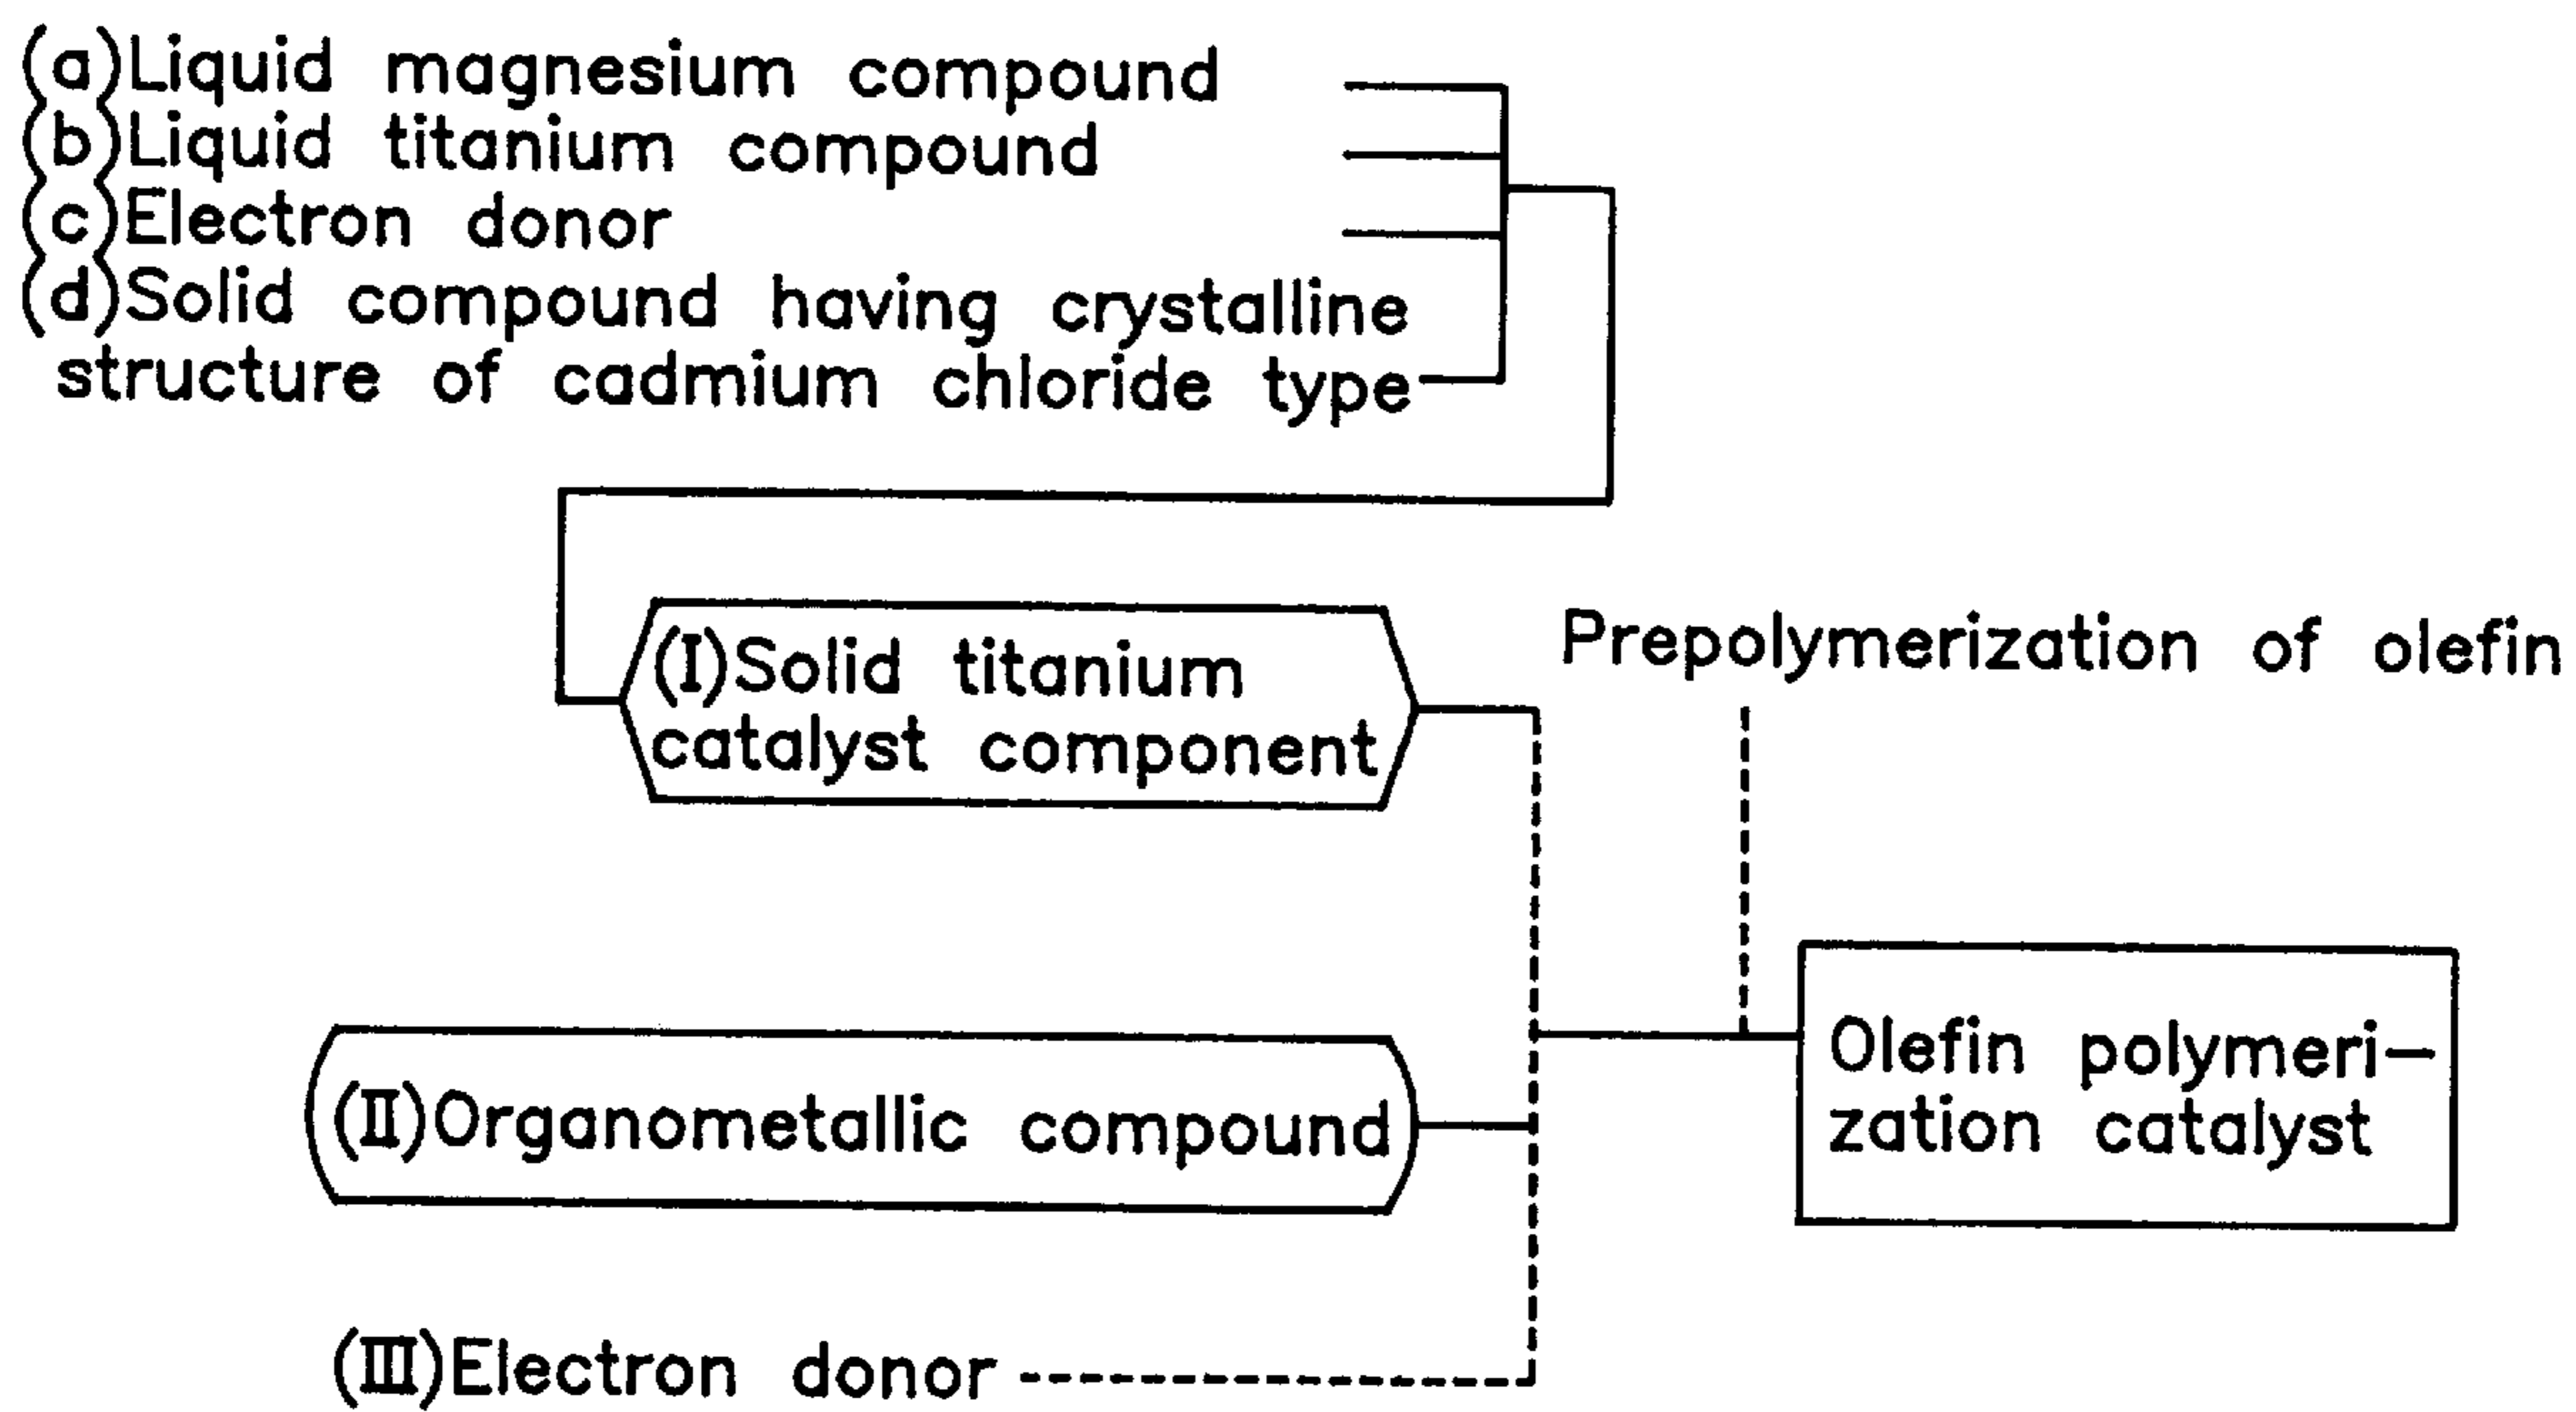 (a)Liquid magnesium compound
(b)Liquid titanium compound
(c)Electron donor
(d)Solid compound having crystalline
structure of cadmium chloride type
(I)Solid titanium
catalyst component
Prepolymerization of olefin
(II)Organometallic compound
Olefin polymeri-
zation catalyst
(III)Electron donor